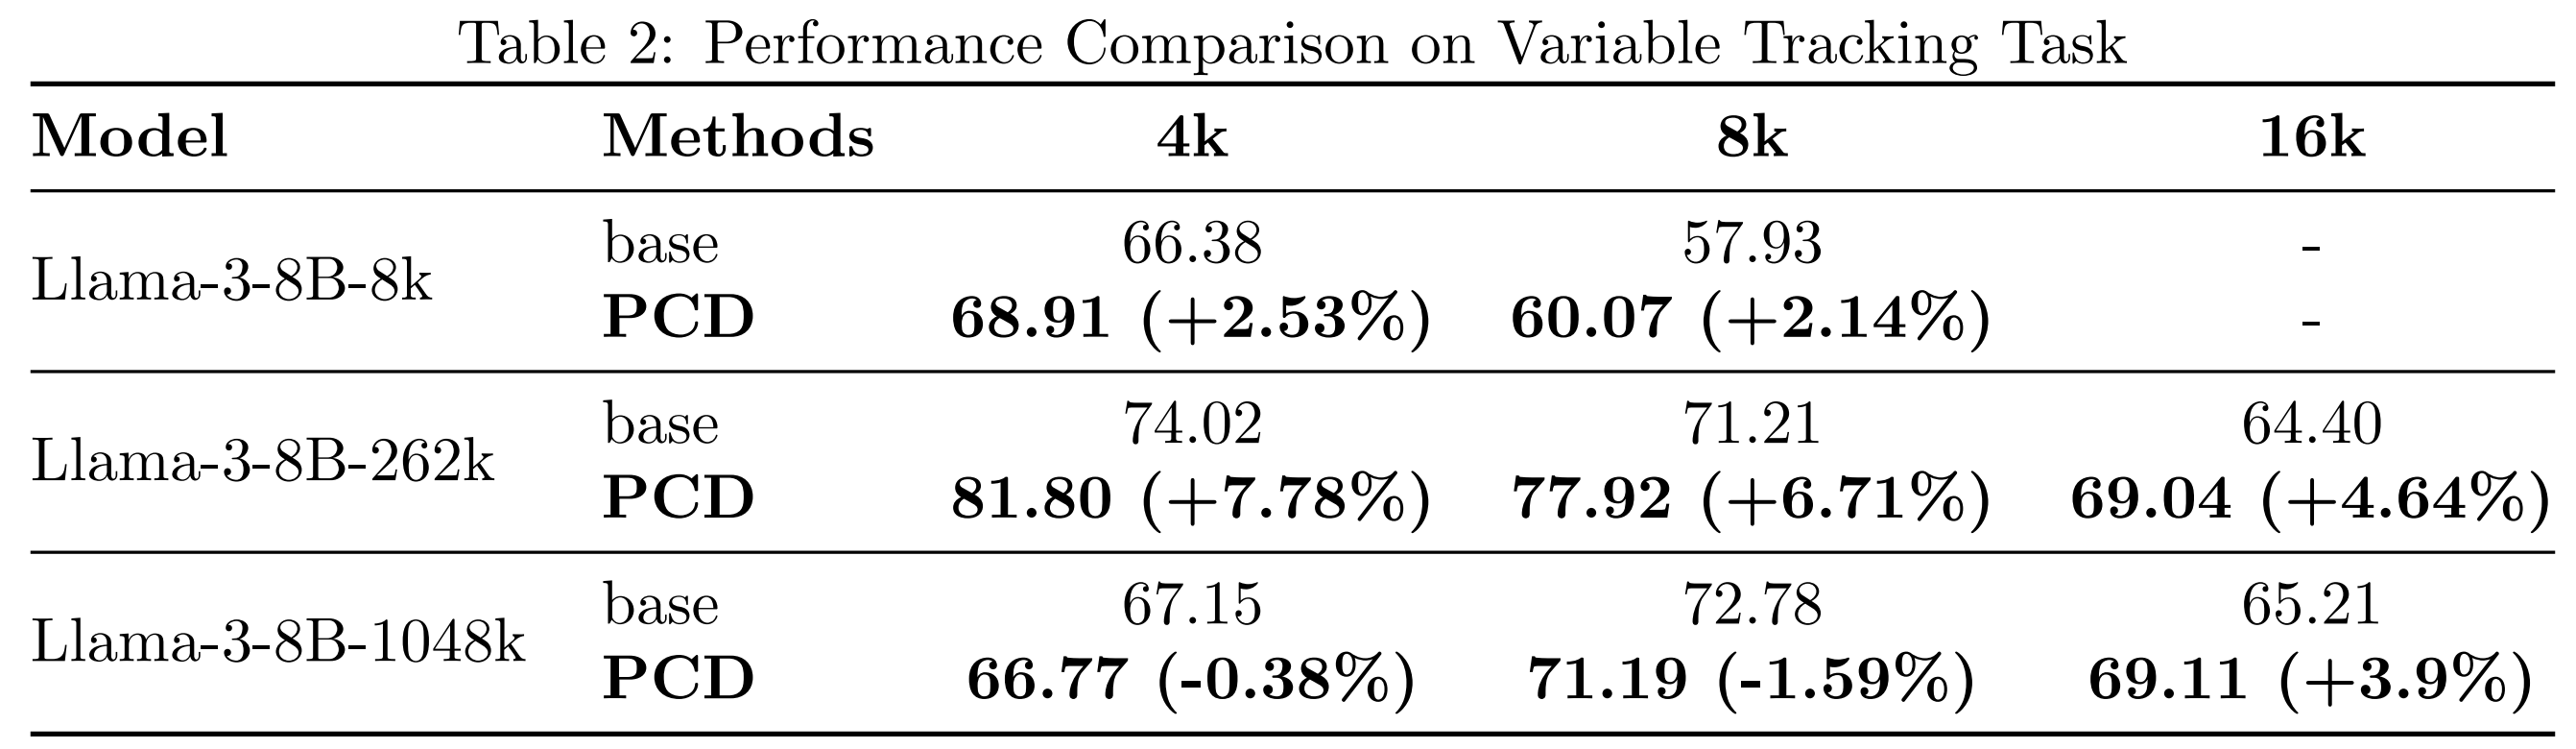 Table 2: Performance Comparison on Variable Tracking Task
Model Methods 4k 8k 16k
Llama-3-8B-8k base 66.38 57.93 -
PCD 68.91 (+2.53%) 60.07 (+2.14%) -
Llama-3-8B-262k base 74.02 71.21 64.40
PCD 81.80 (+7.78%) 77.92 (+6.71%) 69.04 (+4.64%)
Llama-3-8B-1048k base 67.15 72.78 65.21
PCD 66.77 (-0.38%) 71.19 (-1.59%) 69.11 (+3.9%)